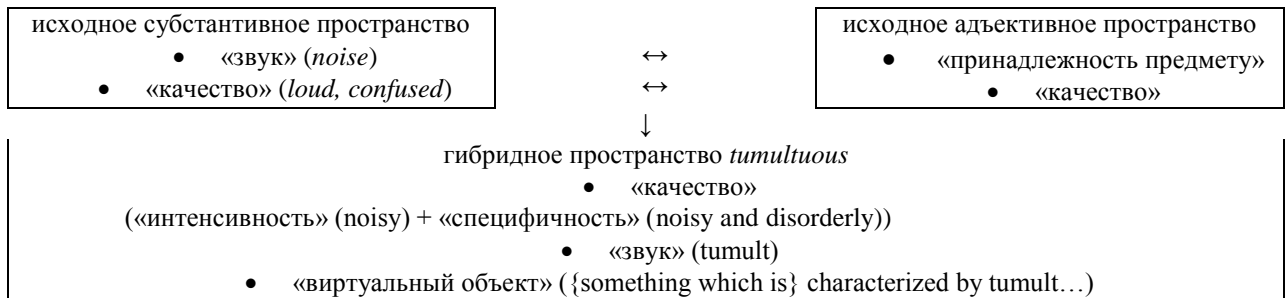 исходное субстантивное пространство
• «звук» (noise)
• «качество» (loud, confused)
↔
↔
исходное адъективное пространство
• «принадлежность предмету»
• «качество»
↓
гибридное пространство tumultuous
• «качество»
(«интенсивность» (noisy) + «специфичность» (noisy and disorderly))
• «звук» (tumult)
• «виртуальный объект» ({something which is} characterized by tumult…)